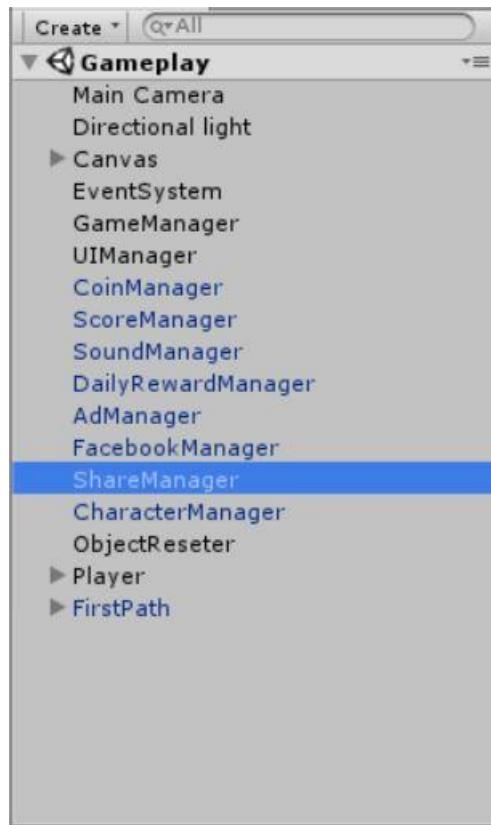 Create All
Gameplay
Main Camera
Directional light
Canvas
EventSystem
GameManager
UIManager
CoinManager
ScoreManager
SoundManager
DailyRewardManager
AdManager
FacebookManager
ShareManager
CharacterManager
ObjectReseter
Player
FirstPath